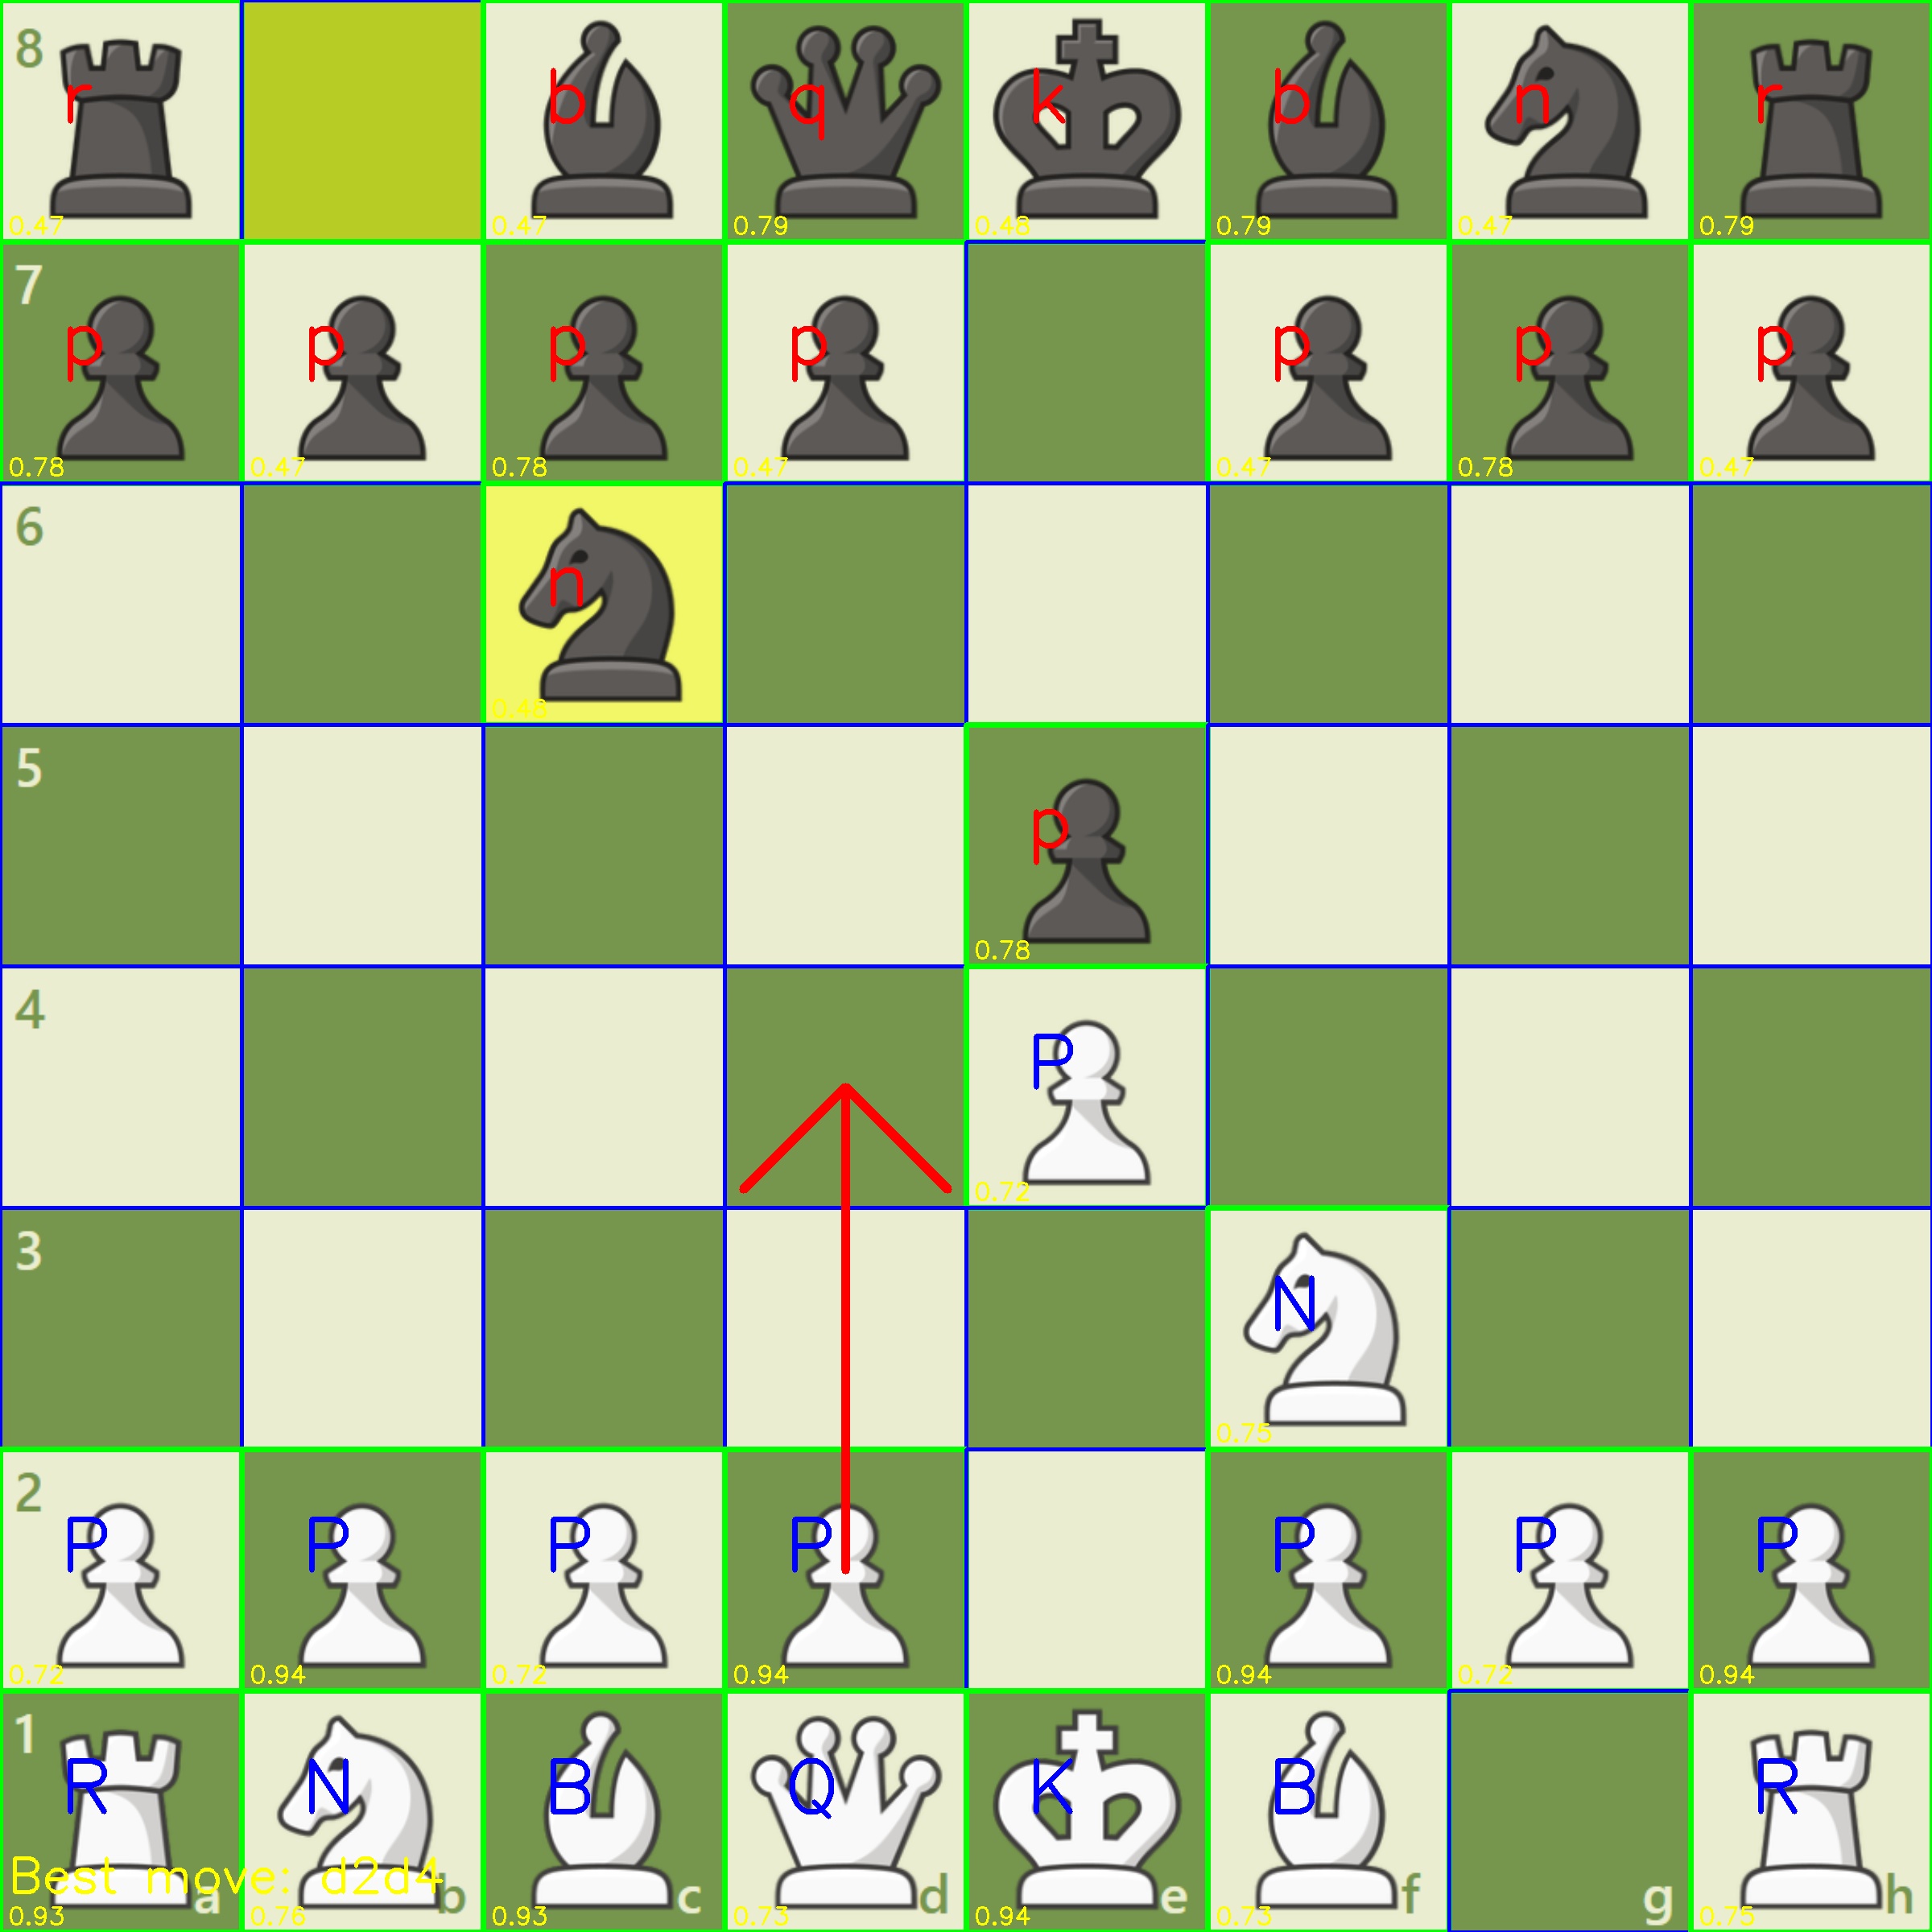 8 r b q k b n r
0.47 0.47 0.79 0.48 0.79 0.47 0.79
7 p p p p p p p
0.78 0.47 0.78 0.47 0.47 0.78 0.47
6 n
0.48
5 p
0.78
4 P
0.72
3 N
0.75
2 P P P P P P P
0.72 0.94 0.72 0.94 0.94 0.72 0.94
1 R N B Q K B R
Best move: d2d4
a b c d e f g h
0.93 0.76 0.93 0.73 0.94 0.73 0.75